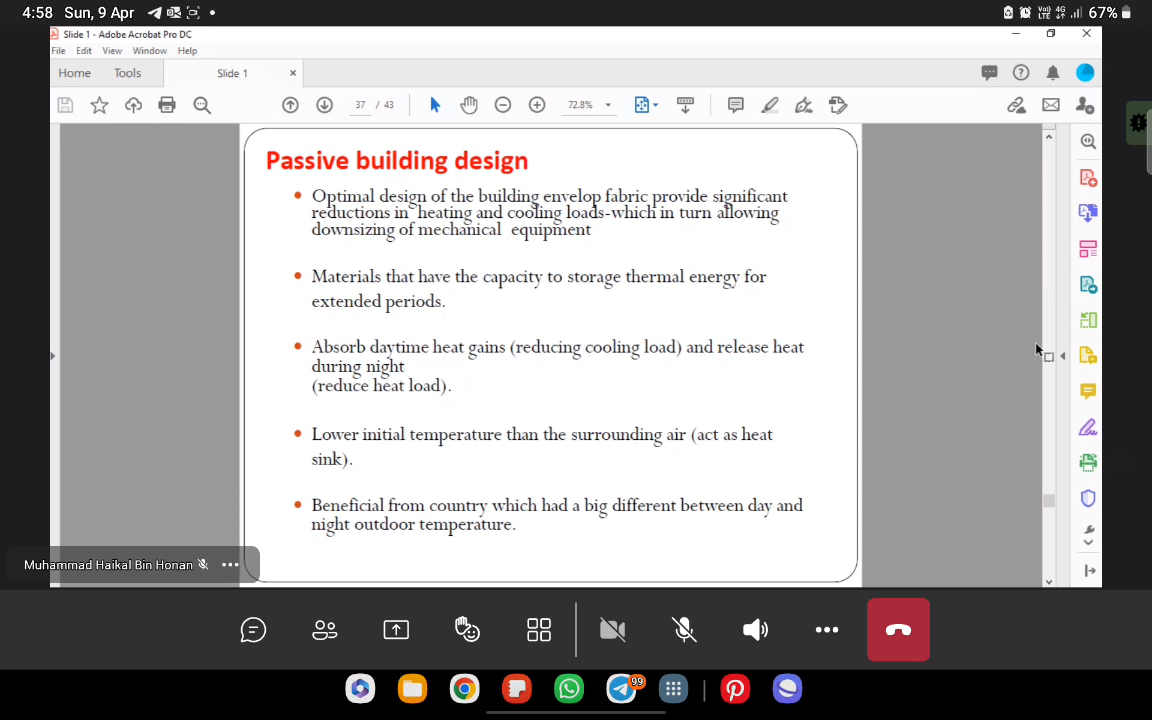 4:58 Sun, 9 Apr
Vo)) LTE 4G 67%
Slide 1 - Adobe Acrobat Pro DC
File Edit View Window Help
Home Tools Slide 1
37 / 43 72.8%
Passive building design
• Optimal design of the building envelop fabric provide significant
reductions in heating and cooling loads-which in turn allowing
downsizing of mechanical equipment
• Materials that have the capacity to storage thermal energy for
extended periods.
• Absorb daytime heat gains (reducing cooling load) and release heat
during night
(reduce heat load).
• Lower initial temperature than the surrounding air (act as heat
sink).
• Beneficial from country which had a big different between day and
night outdoor temperature.
Muhammad Haikal Bin Honan
99